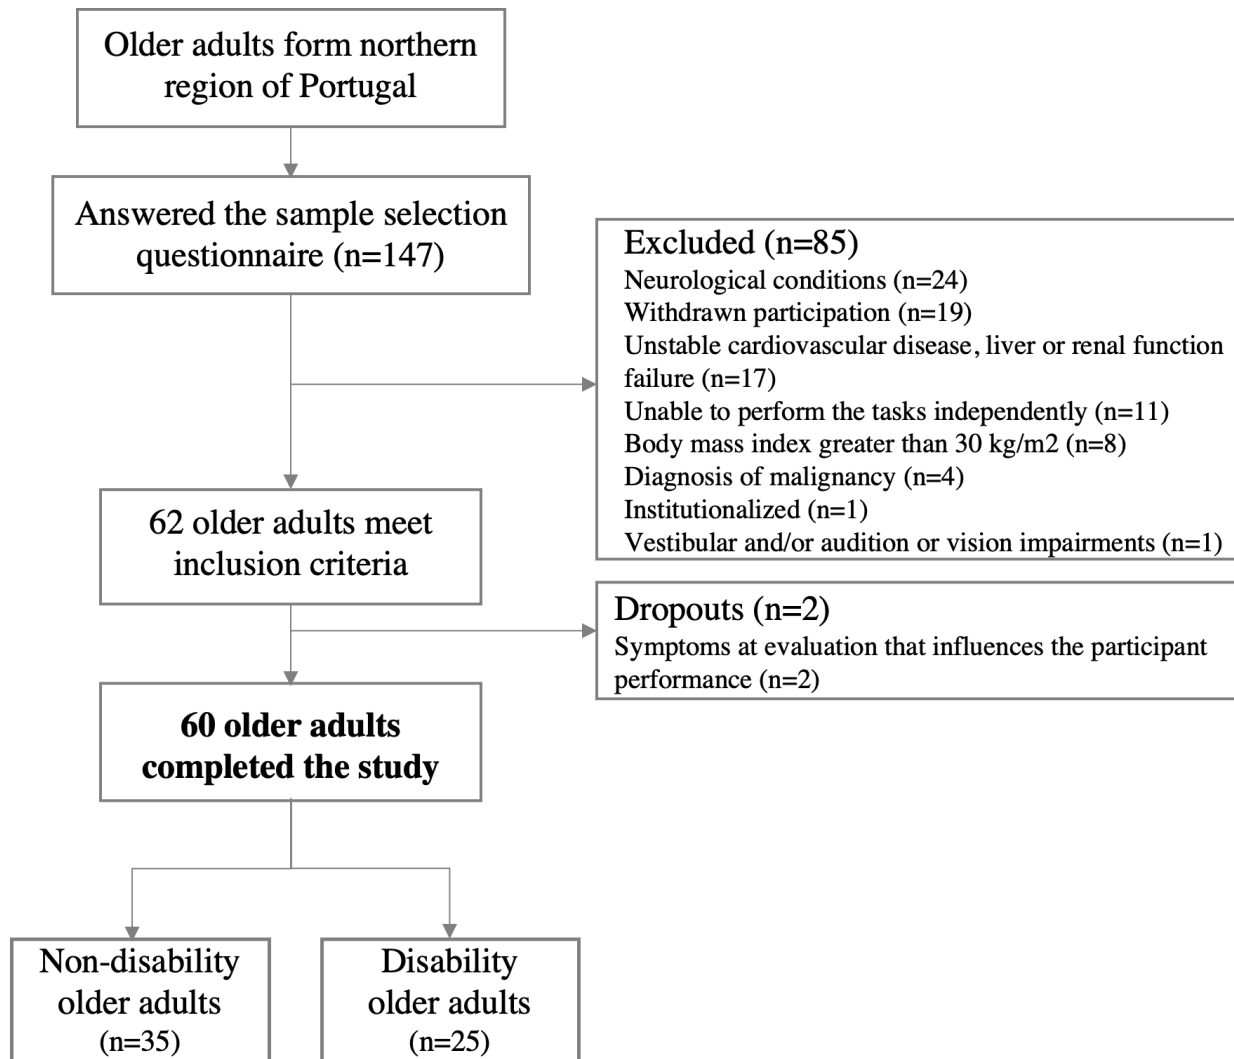 Older adults form northern
region of Portugal
Answered the sample selection
questionnaire (n=147)
Excluded (n=85)
Neurological conditions (n=24)
Withdrawn participation (n=19)
Unstable cardiovascular disease, liver or renal function
failure (n=17)
Unable to perform the tasks independently (n=11)
Body mass index greater than 30 kg/m2 (n=8)
Diagnosis of malignancy (n=4)
Institutionalized (n=1)
Vestibular and/or audition or vision impairments (n=1)
62 older adults meet
inclusion criteria
Dropouts (n=2)
Symptoms at evaluation that influences the participant
performance (n=2)
60 older adults
completed the study
Non-disability
older adults
(n=35)
Disability
older adults
(n=25)